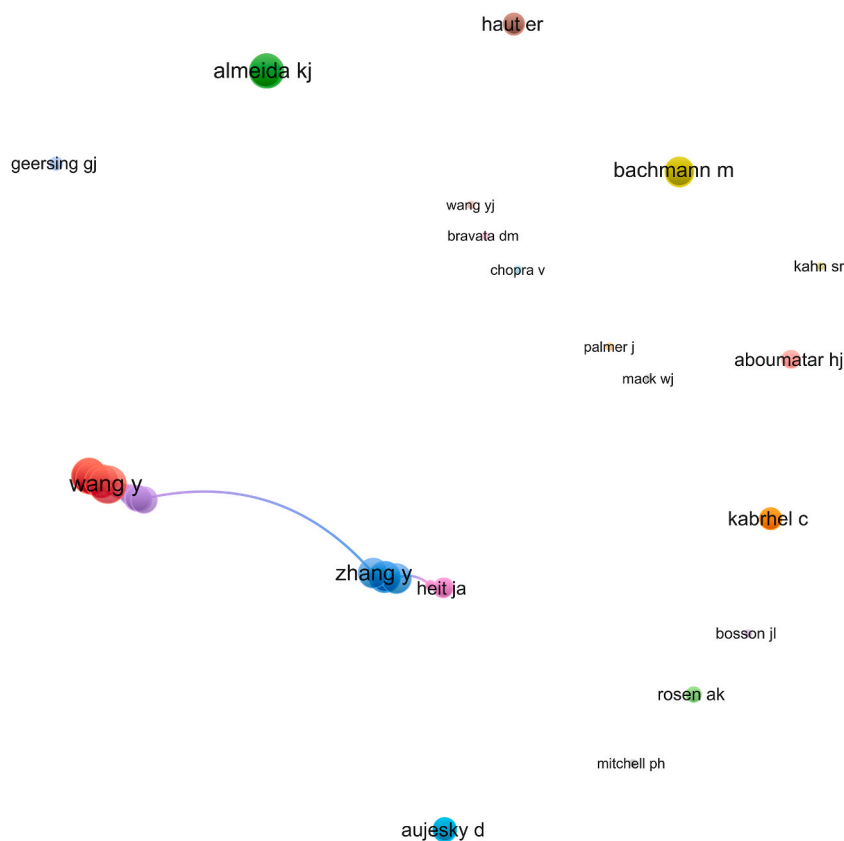 haut er
almeida kj
geersing gj
bachmann m
wang yj
bravata dm
chopra v
kahn sr
palmer j
aboumatar hj
mack wj
wang y
kabrhel c
zhang y
heit ja
bosson jl
rosen ak
mitchell ph
aujesky d